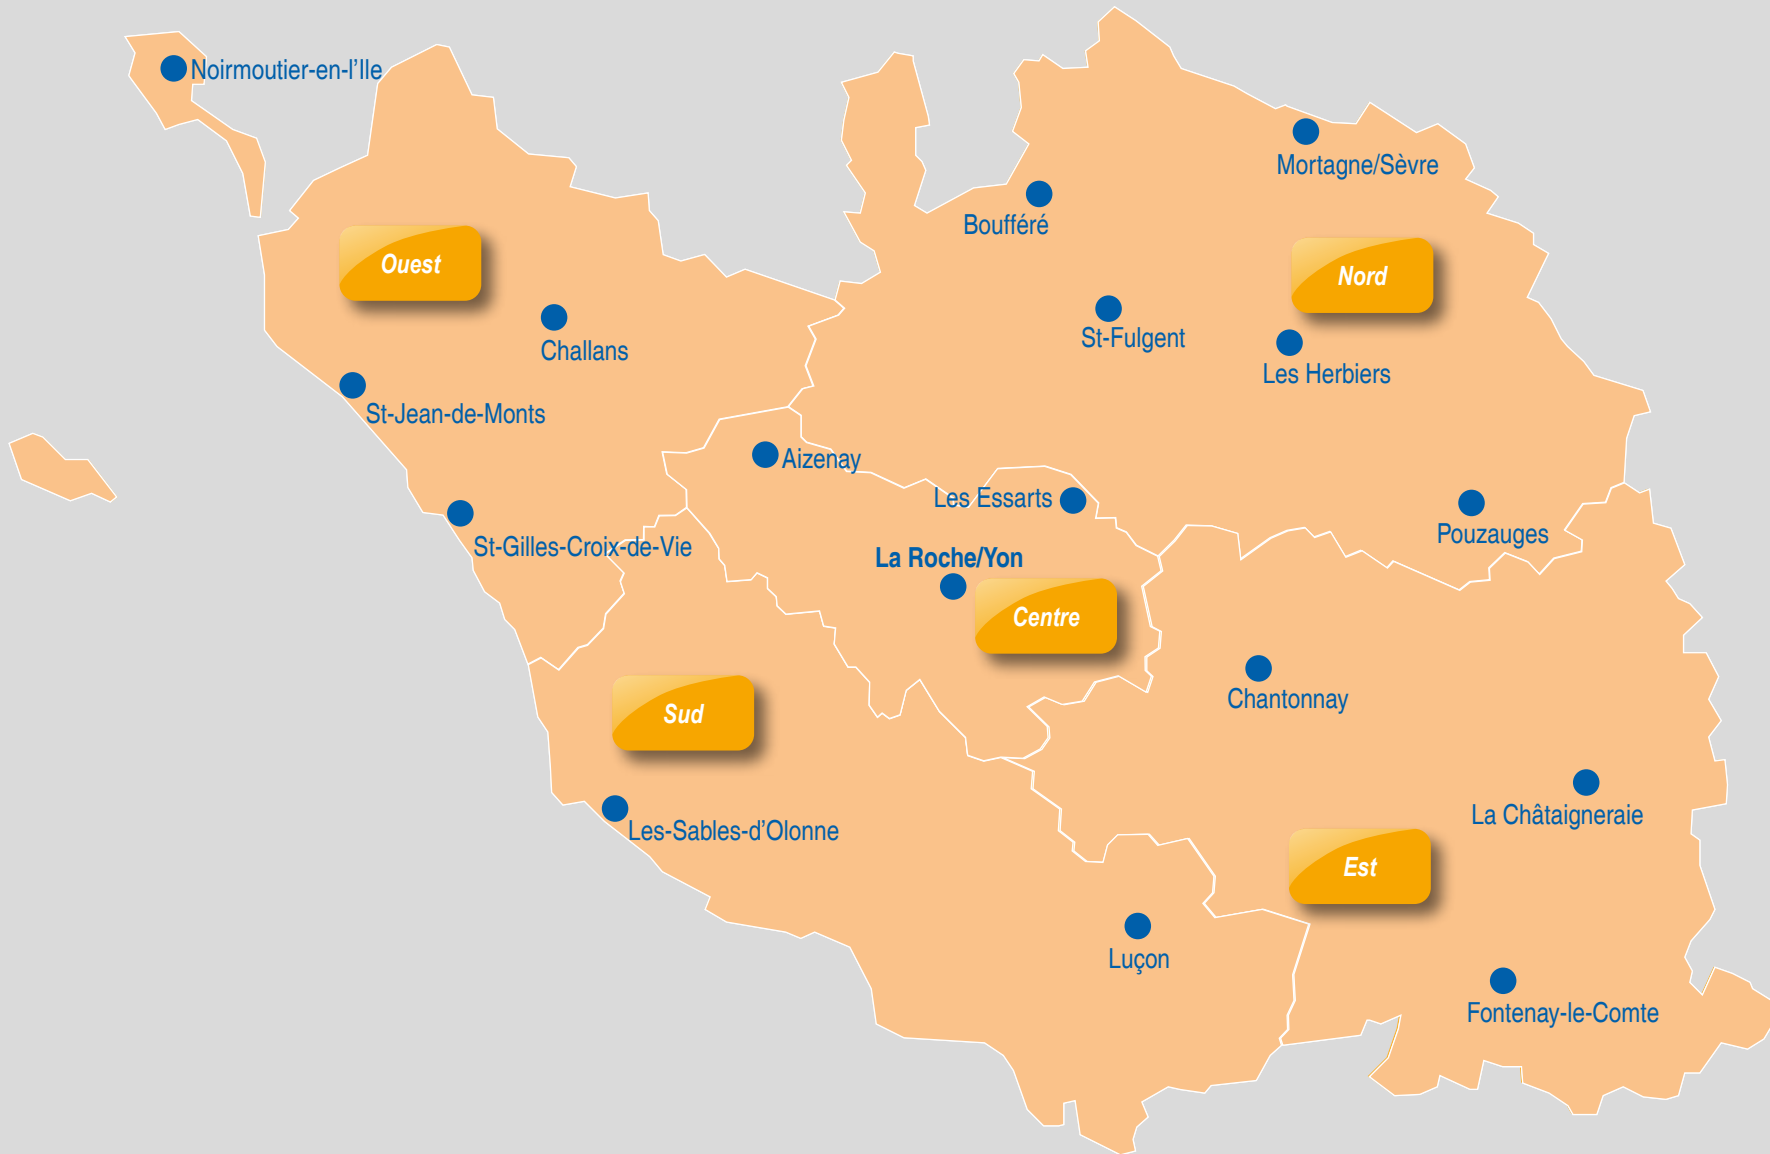 Noirmoutier-en-l'Ile
Mortagne/Sèvre
Boufféré
Ouest
Nord
Challans
St-Fulgent
Les Herbiers
St-Jean-de-Monts
Aizenay
Les Essarts
Pouzauges
St-Gilles-Croix-de-Vie
La Roche/Yon
Centre
Chantonnay
Sud
La Châtaigneraie
Les-Sables-d'Olonne
Est
Luçon
Fontenay-le-Comte